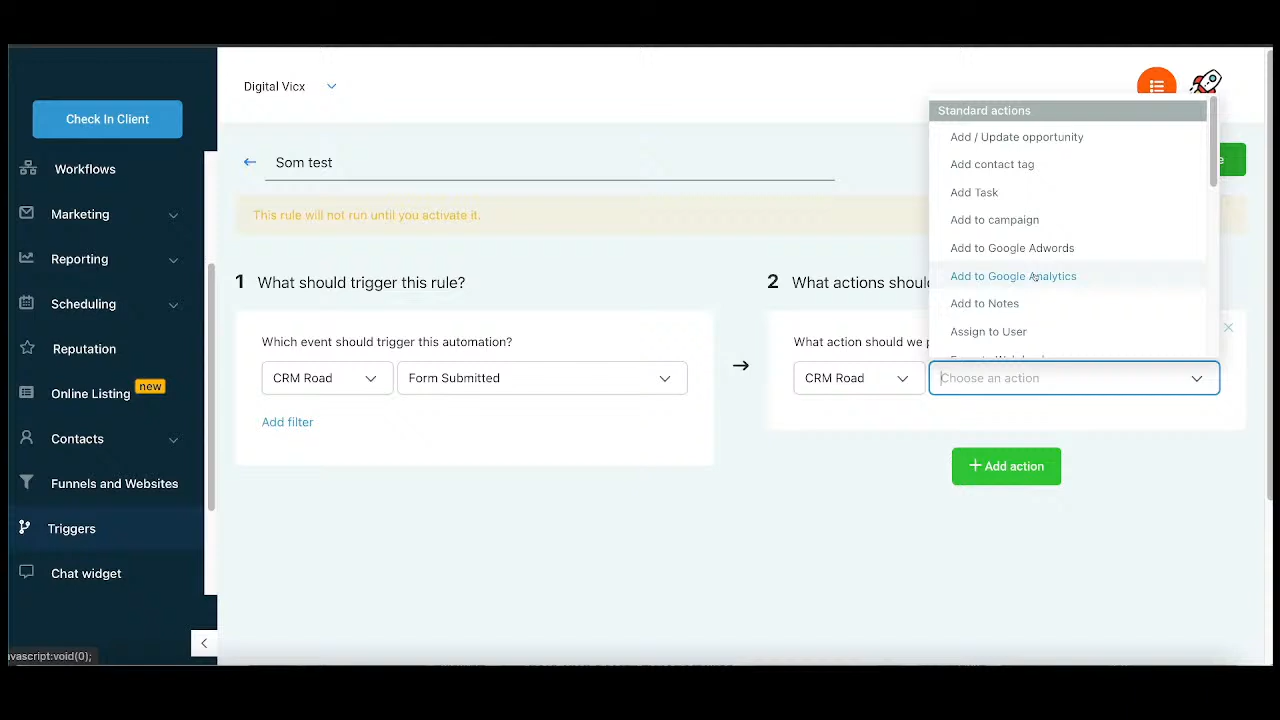 Digital Vicx
Check In Client
Workflows
Marketing
Reporting
Scheduling
Reputation
Online Listing new
Contacts
Funnels and Websites
Triggers
Chat widget
vascript:void(0);
Som test
This rule will not run until you activate it.
1 What should trigger this rule?
Which event should trigger this automation?
CRM Road
Form Submitted
Add filter
2 What actions shoul
What action should we p
CRM Road
Choose an action
Add action
Standard actions
Add / Update opportunity
Add contact tag
Add Task
Add to campaign
Add to Google Adwords
Add to Google Analytics
Add to Notes
Assign to User